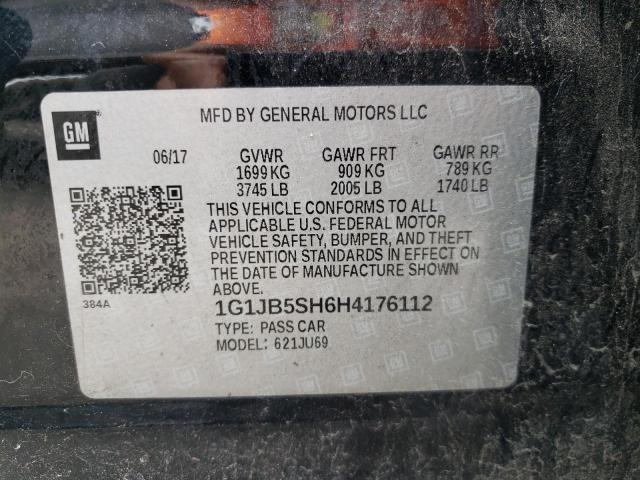 GM
MFD BY GENERAL MOTORS LLC
06/17 GVWR GAWR FRT GAWR RR
1699 KG 909 KG 789 KG
3745 LB 2005 LB 1740 LB
THIS VEHICLE CONFORMS TO ALL
APPLICABLE U.S. FEDERAL MOTOR
VEHICLE SAFETY, BUMPER, AND THEFT
PREVENTION STANDARDS IN EFFECT ON
THE DATE OF MANUFACTURE SHOWN
ABOVE.
384A
1G1JB5SH6H4176112
TYPE: PASS CAR
MODEL: 621JU69